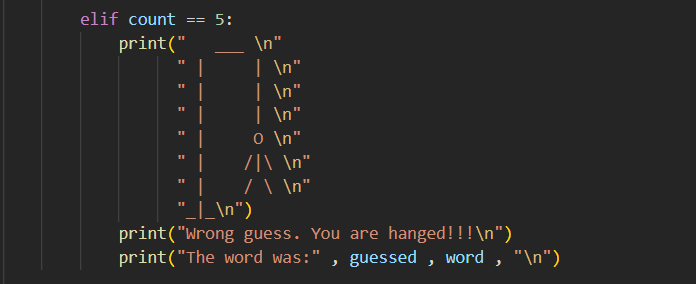 elif count == 5:
    print("   ___ \n"
          " |      | \n"
          " |      | \n"
          " |      | \n"
          " |      O \n"
          " |     /|\ \n"
          " |     / \ \n"
          "_|_\n")
    print("Wrong guess. You are hanged!!!\n")
    print("The word was:" , guessed , word , "\n")